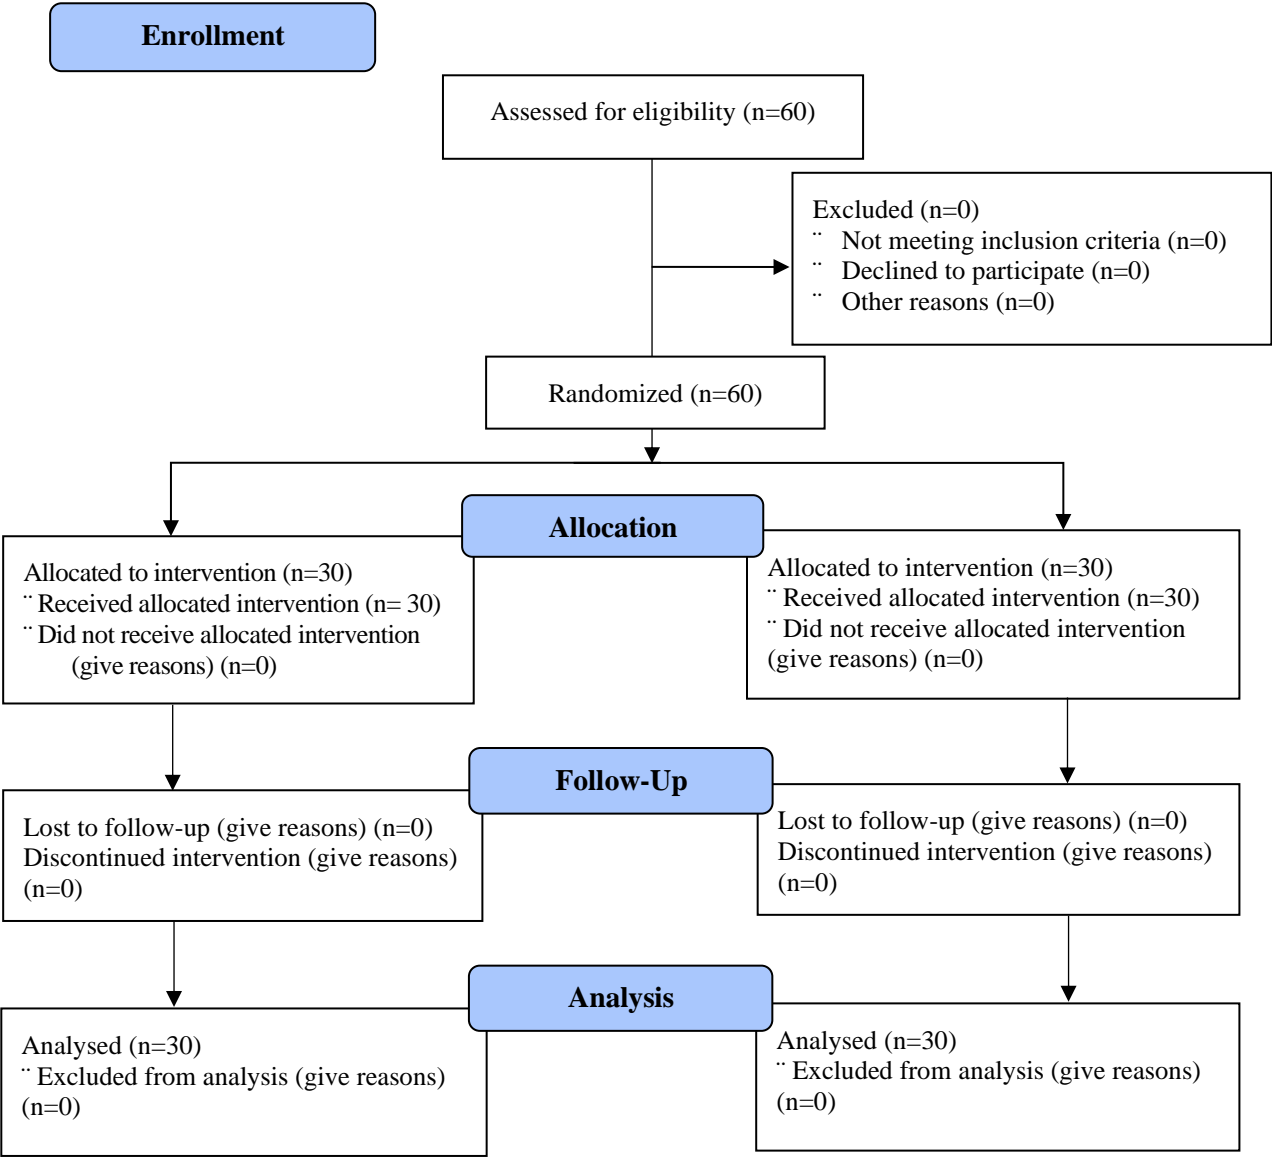 Enrollment
Assessed for eligibility (n=60)
Excluded (n=0)
¨ Not meeting inclusion criteria (n=0)
¨ Declined to participate (n=0)
¨ Other reasons (n=0)
Randomized (n=60)
Allocation
Allocated to intervention (n=30)
¨ Received allocated intervention (n= 30)
¨ Did not receive allocated intervention
(give reasons) (n=0)
Allocated to intervention (n=30)
¨ Received allocated intervention (n=30)
¨ Did not receive allocated intervention
(give reasons) (n=0)
Follow-Up
Lost to follow-up (give reasons) (n=0)
Discontinued intervention (give reasons)
(n=0)
Lost to follow-up (give reasons) (n=0)
Discontinued intervention (give reasons)
(n=0)
Analysis
Analysed (n=30)
¨ Excluded from analysis (give reasons)
(n=0)
Analysed (n=30)
¨ Excluded from analysis (give reasons)
(n=0)